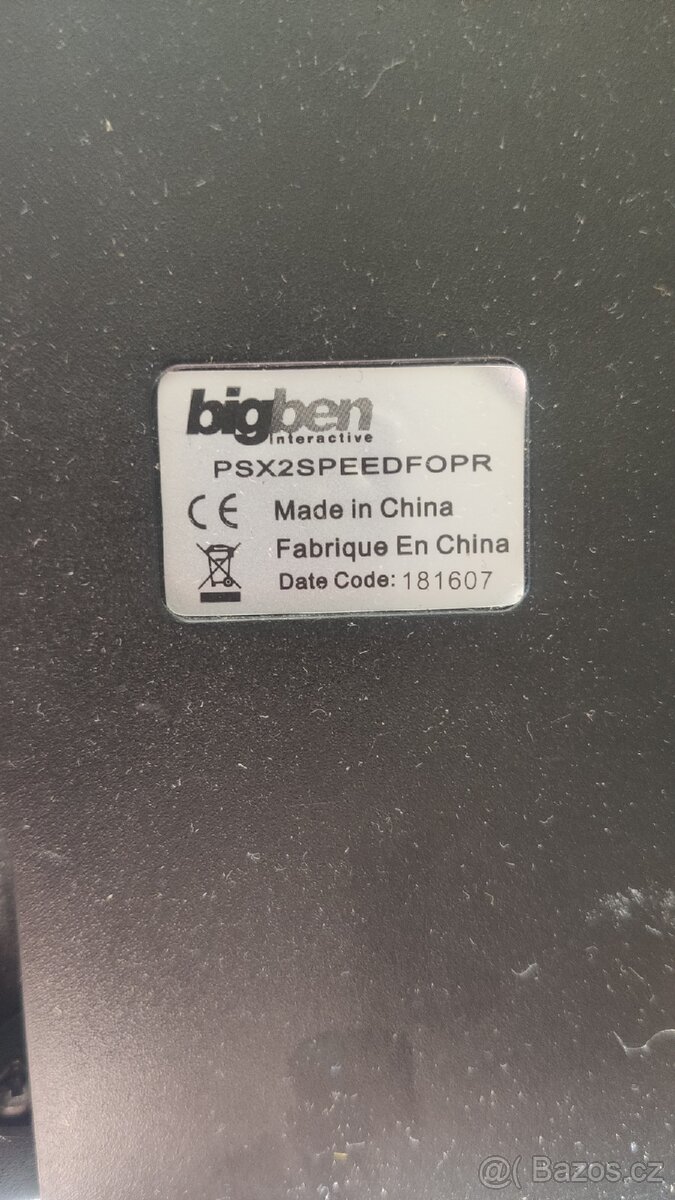 bigben
interactive
PSX2SPEEDFOPR
CE Made in China
Fabrique En China
Date Code: 181607
@( Bazos.cz